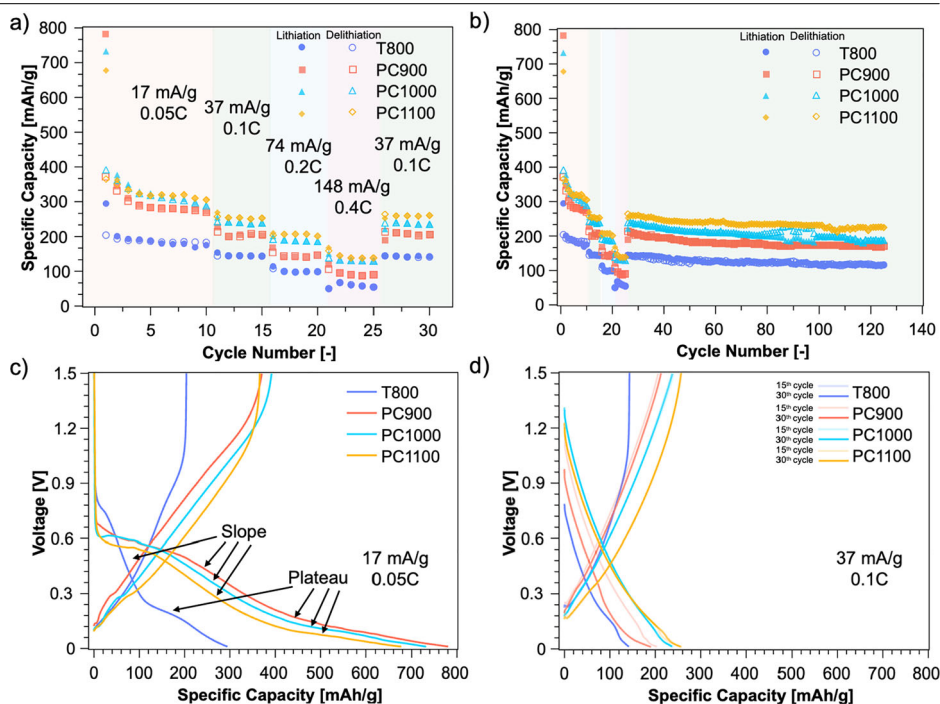 a)
Lithiation Delithiation
T800
PC900
PC1000
PC1100
17 mA/g
0.05C
37 mA/g
0.1C
74 mA/g
0.2C
148 mA/g
0.4C
37 mA/g
0.1C
800
700
600
500
400
300
200
100
0
Specific Capacity [mAh/g]
0 5 10 15 20 25 30
Cycle Number [-]
b)
Lithiation Delithiation
T800
PC900
PC1000
PC1100
800
700
600
500
400
300
200
100
0
Specific Capacity [mAh/g]
0 20 40 60 80 100 120 140
Cycle Number [-]
c)
T800
PC900
PC1000
PC1100
Slope
Plateau
17 mA/g
0.05C
1.5
1.2
0.9
0.6
0.3
0
Voltage [V]
0 100 200 300 400 500 600 700 800
Specific Capacity [mAh/g]
d)
15th cycle
30th cycle
T800
15th cycle
30th cycle
PC900
15th cycle
30th cycle
PC1000
15th cycle
30th cycle
PC1100
37 mA/g
0.1C
1.5
1.2
0.9
0.6
0.3
0
Voltage [V]
0 100 200 300 400 500 600 700 800
Specific Capacity [mAh/g]